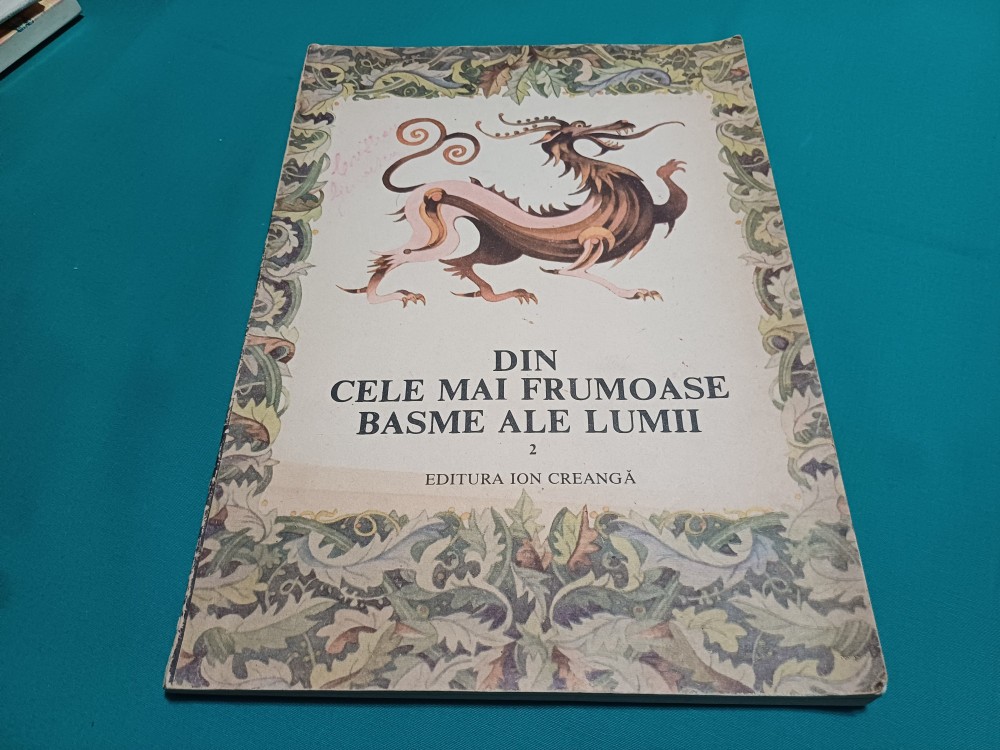 DIN
CELE MAI FRUMOASE
BASME ALE LUMII
2
EDITURA ION CREANGĂ